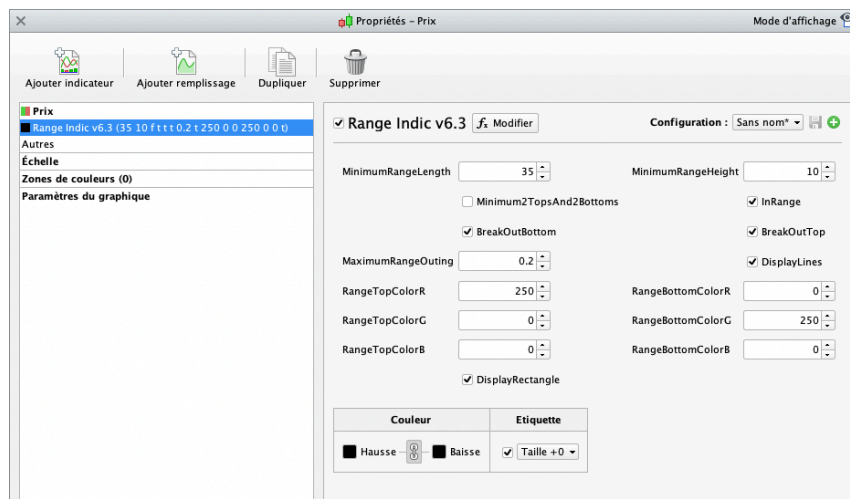 Propriétés – Prix
Mode d'affichage
Ajouter indicateur
Ajouter remplissage
Dupliquer
Supprimer
Prix
Range Indic v6.3 (35 10 f t t t 0.2 t 250 0 0 250 0 0 t)
Autres
Échelle
Zones de couleurs (0)
Paramètres du graphique
Range Indic v6.3
fx Modifier
Configuration : Sans nom*
MinimumRangeLength 35
MinimumRangeHeight 10
Minimum2TopsAnd2Bottoms
InRange
BreakOutBottom
BreakOutTop
MaximumRangeOuting 0.2
DisplayLines
RangeTopColorR 250
RangeBottomColorR 0
RangeTopColorG 0
RangeBottomColorG 250
RangeTopColorB 0
RangeBottomColorB 0
DisplayRectangle
Couleur
Etiquette
Hausse
Baisse
Taille +0